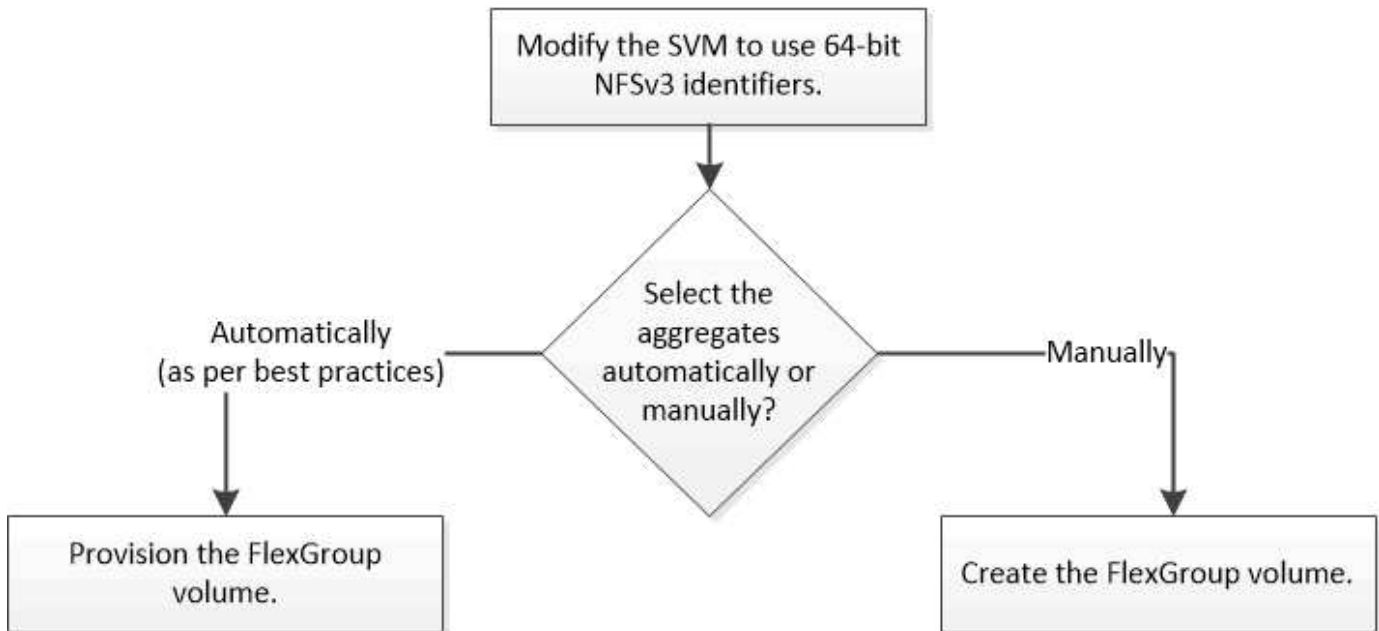 Modify the SVM to use 64-bit
NFSv3 identifiers.
Select the
aggregates
automatically or
manually?
Automatically
(as per best practices)
Manually
Provision the FlexGroup
volume.
Create the FlexGroup volume.